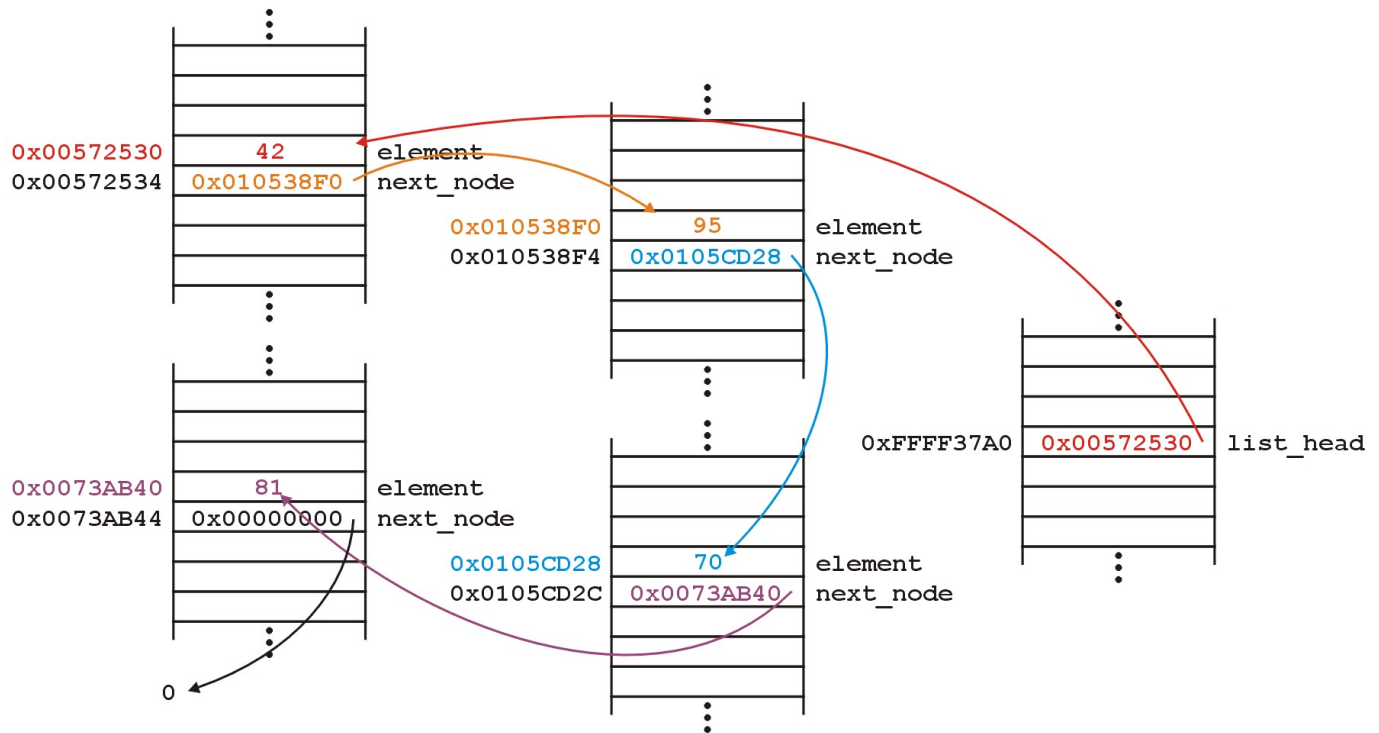 0x00572530 42 element
0x00572534 0x010538F0 next_node
0x010538F0 95 element
0x010538F4 0x0105CD28 next_node
0xFFFF37A0 0x00572530 list_head
0x0073AB40 81 element
0x0073AB44 0x00000000 next_node
0x0105CD28 70 element
0x0105CD2C 0x0073AB40 next_node
0